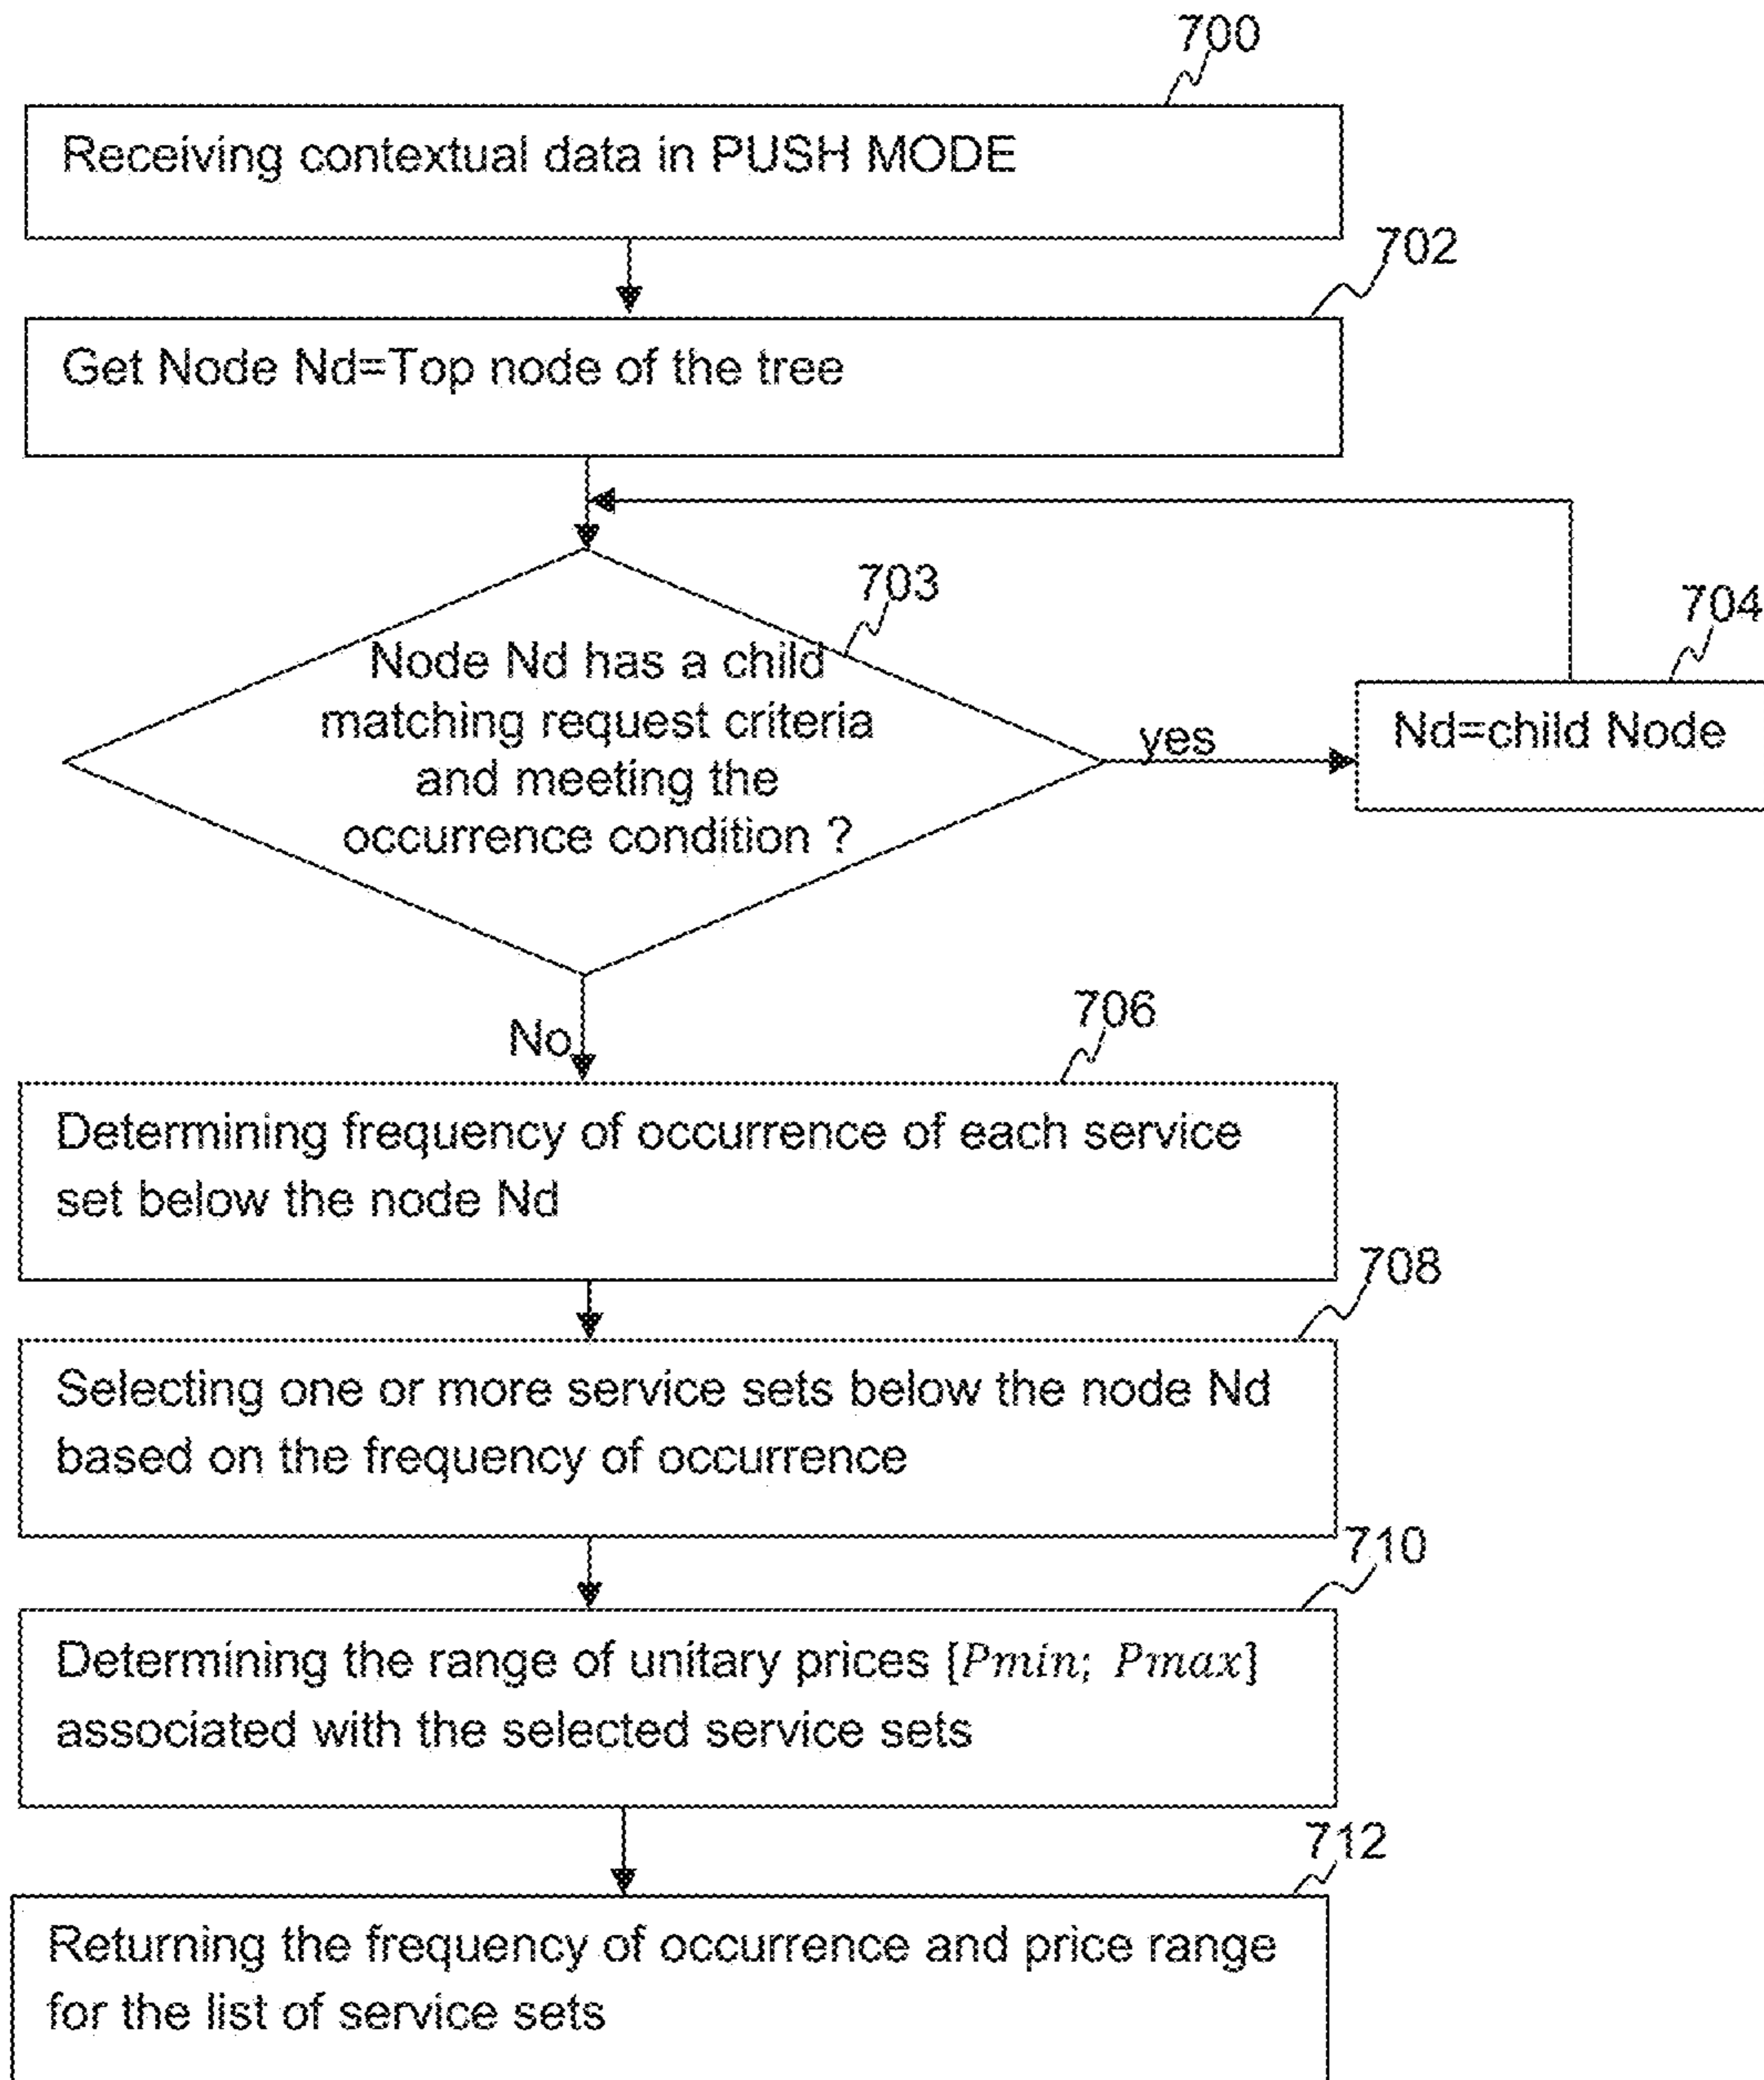 700
Receiving contextual data in PUSH MODE
702
Get Node Nd=Top node of the tree
703
Node Nd has a child
matching request criteria
and meeting the
occurrence condition ?
yes
704
Nd=child Node
No
706
Determining frequency of occurrence of each service
set below the node Nd
708
Selecting one or more service sets below the node Nd
based on the frequency of occurrence
710
Determining the range of unitary prices [Pmin; Pmax]
associated with the selected service sets
712
Returning the frequency of occurrence and price range
for the list of service sets